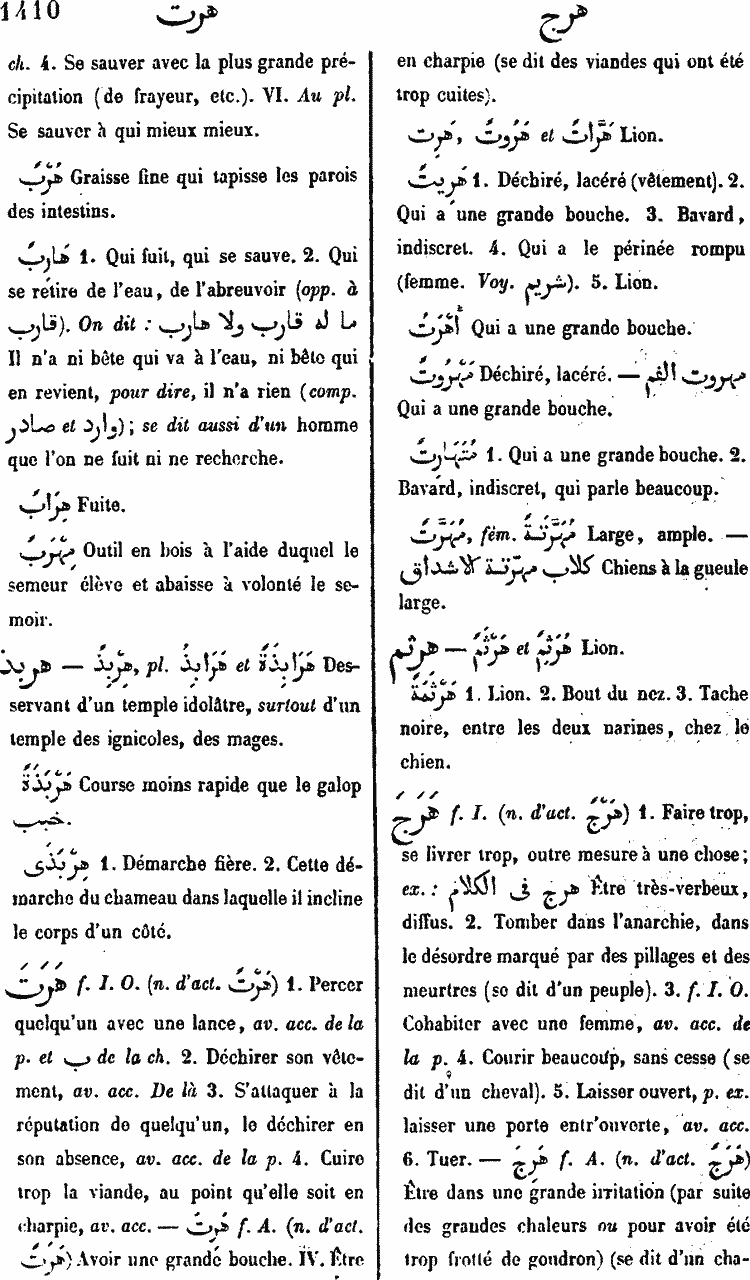 1410 هرت هرج
ch. 4. Se sauver avec la plus grande pré-
cipitation (de frayeur, etc.). VI. Au pl.
Se sauver à qui mieux mieux.
هُرْبٌ Graisse fine qui tapisse les parois
des intestins.
هَارِبٌ 1. Qui fuit, qui se sauve. 2. Qui
se retire de l'eau, de l'abreuvoir (opp. à
قارب). On dit : ما له قارب ولا هارب
Il n'a ni bête qui va à l'eau, ni bête qui
en revient, pour dire, il n'a rien (comp.
وارد et صادر); se dit aussi d'un homme
que l'on ne fuit ni ne recherche.
هِرَابٌ Fuite.
مِهْرَبٌ Outil en bois à l'aide duquel le
semeur élève et abaisse à volonté le se-
moir.
هربذ — هِرْبِذٌ, pl. هَرَابِذُ et هَرَابِذَةٌ Des-
servant d'un temple idolâtre, surtout d'un
temple des ignicoles, des mages.
هَرْبَذَةٌ Course moins rapide que le galop
خبب.
هِرْبَذَى 1. Démarche fière. 2. Cette dé-
marche du chameau dans laquelle il incline
le corps d'un côté.
هَرَتَ f. I. O. (n. d'act. هَرْتٌ) 1. Percer
quelqu'un avec une lance, av. acc. de la
p. et ب de la ch. 2. Déchirer son vête-
ment, av. acc. De là 3. S'attaquer à la
réputation de quelqu'un, le déchirer en
son absence, av. acc. de la p. 4. Cuire
trop la viande, au point qu'elle soit en
charpie, av. acc. — هَرِتَ f. A. (n. d'act.
هَرَتٌ) Avoir une grande bouche. IV. Être
en charpie (se dit des viandes qui ont été
trop cuites).
هَرِت, هَرُوتٌ et هَرَّاتٌ Lion.
هَرِيتٌ 1. Déchiré, lacéré (vêtement). 2.
Qui a une grande bouche. 3. Bavard,
indiscret. 4. Qui a le périnée rompu
(femme. Voy. شريم). 5. Lion.
أَهْرَتُ Qui a une grande bouche.
مَهْرُوتٌ Déchiré, lacéré. — مهروت الفم
Qui a une grande bouche.
مُتَهَارِتٌ 1. Qui a une grande bouche. 2.
Bavard, indiscret, qui parle beaucoup.
مُهَرَّتٌ, fém. مُهَرَّتَةٌ Large, ample. —
كلاب مهرّتة الاشداق Chiens à la gueule
large.
هرثم — هَرْثَمٌ et هَرْثَمٌ Lion.
هَرْثَمَةٌ 1. Lion. 2. Bout du nez. 3. Tache
noire, entre les deux narines, chez le
chien.
هَرَجَ f. I. (n. d'act. هَرْجٌ) 1. Faire trop,
se livrer trop, outre mesure à une chose;
ex. : هرج فى الكلام Être très-verbeux,
diffus. 2. Tomber dans l'anarchie, dans
le désordre marqué par des pillages et des
meurtres (se dit d'un peuple). 3. f. I. O.
Cohabiter avec une femme, av. acc. de
la p. 4. Courir beaucoup, sans cesse (se
dit d'un cheval). 5. Laisser ouvert, p. ex.
laisser une porte entr'ouverte, av. acc.
6. Tuer. — هَرِجَ f. A. (n. d'act. هَرَجٌ)
Être dans une grande irritation (par suite
des grandes chaleurs ou pour avoir été
trop frotté de goudron) (se dit d'un cha-